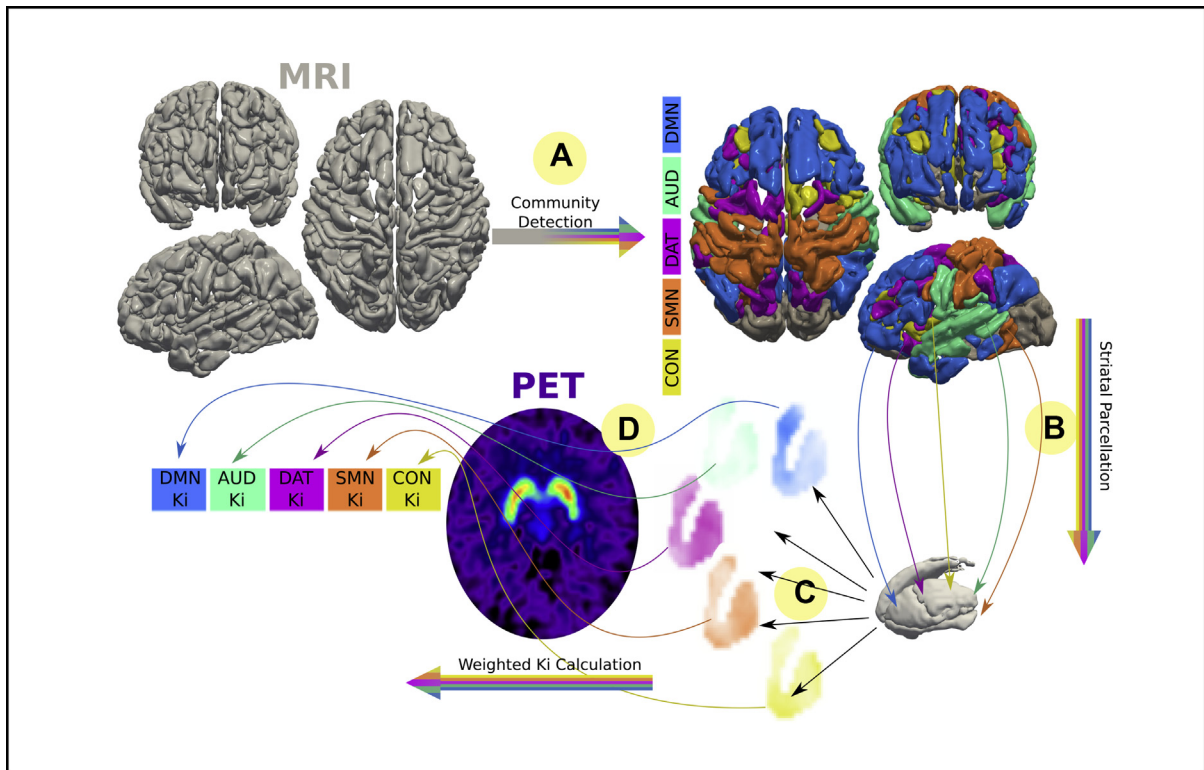 MRI
A
Community
Detection
DMN
AUD
DAT
SMN
CON
B
Striatal Parcellation
PET
D
DMN
Ki
AUD
Ki
DAT
Ki
SMN
Ki
CON
Ki
C
Weighted Ki Calculation